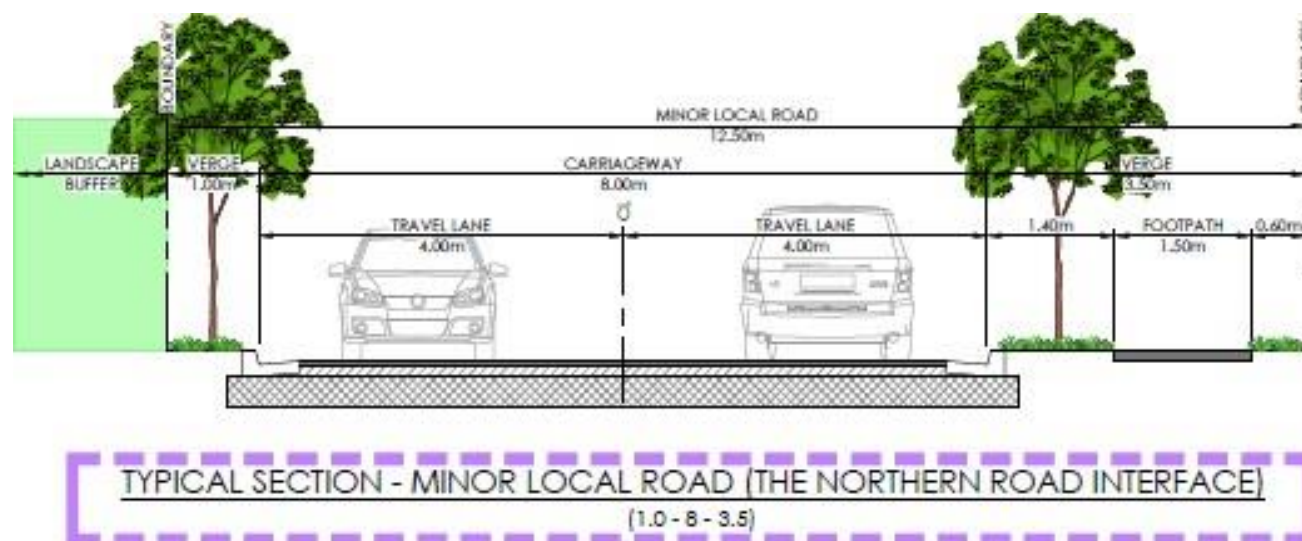 BOUNDARY
MINOR LOCAL ROAD
12.50m
LANDSCAPE
BUFFER
VERGE
1.00m
CARRIAGEWAY
8.00m
VERGE
3.50m
TRAVEL LANE
4.00m
TRAVEL LANE
4.00m
1.40m
FOOTPATH
1.50m
0.60m
TYPICAL SECTION - MINOR LOCAL ROAD (THE NORTHERN ROAD INTERFACE)
(1.0 - 8 - 3.5)